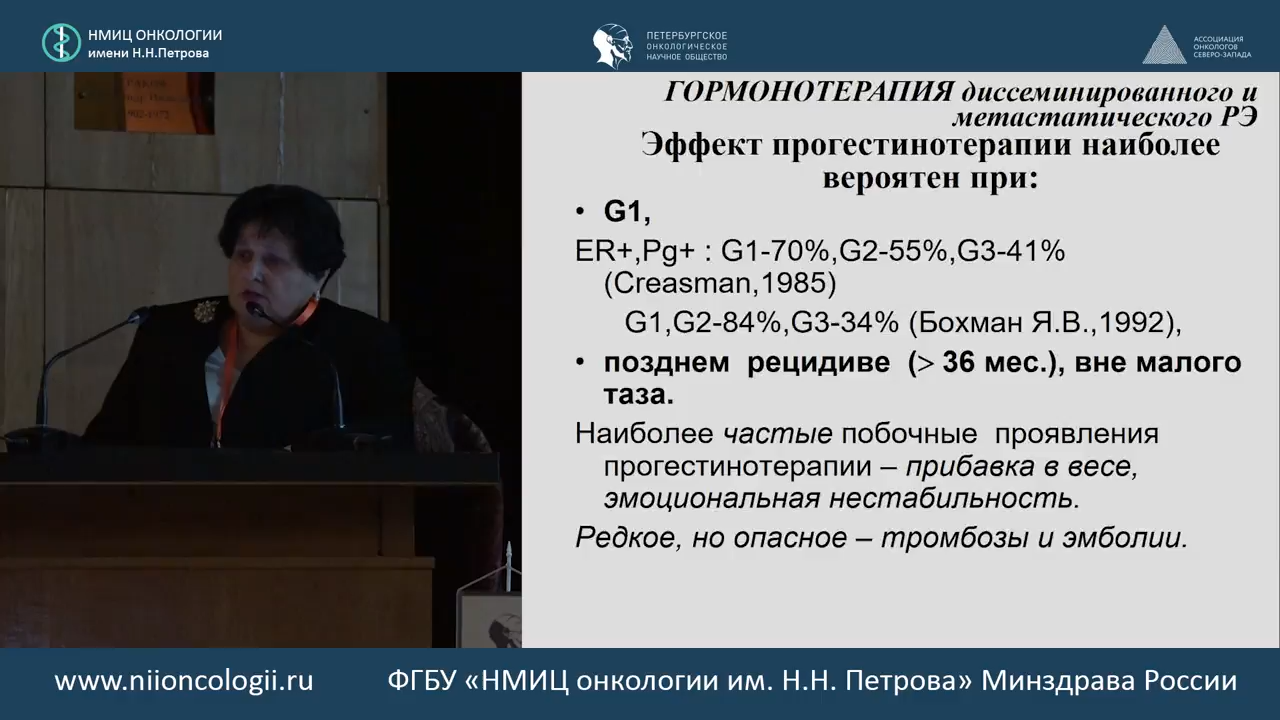 НМИЦ ОНКОЛОГИИ
имени Н.Н.Петрова
ПЕТЕРБУРГСКОЕ
ОНКОЛОГИЧЕСКОЕ
НАУЧНОЕ ОБЩЕСТВО
АССОЦИАЦИЯ
ОНКОЛОГОВ
СЕВЕРО-ЗАПАДА
1902-1972
ГОРМОНОТЕРАПИЯ диссеминированного и
метастатического РЭ
Эффект прогестинотерапии наиболее
вероятен при:
• G1,
ER+,Pg+ : G1-70%,G2-55%,G3-41%
(Creasman,1985)
G1,G2-84%,G3-34% (Бохман Я.В.,1992),
• позднем рецидиве (> 36 мес.), вне малого
таза.
Наиболее частые побочные проявления
прогестинотерапии – прибавка в весе,
эмоциональная нестабильность.
Редкое, но опасное – тромбозы и эмболии.
www.niioncologii.ru
ФГБУ «НМИЦ онкологии им. Н.Н. Петрова» Минздрава России